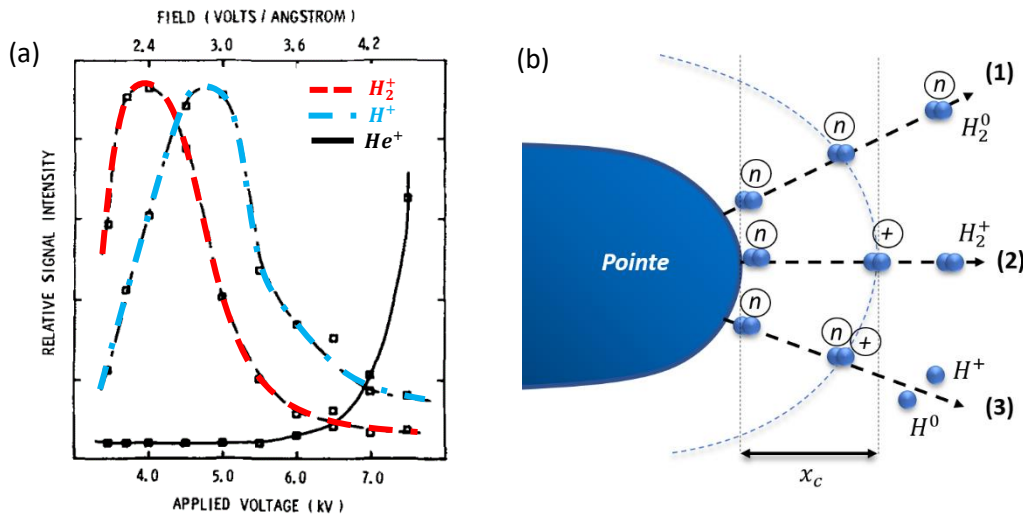 (a)
FIELD (VOLTS / ANGSTROM)
2.4 3.0 3.6 4.2
H₂⁺
H⁺
He⁺
RELATIVE SIGNAL INTENSITY
4.0 5.0 6.0 7.0
APPLIED VOLTAGE (kV)
(b)
n (1)
n H₂⁰
n
Pointe
n + H₂⁺ (2)
n
n + H⁺
H⁰ (3)
x_c